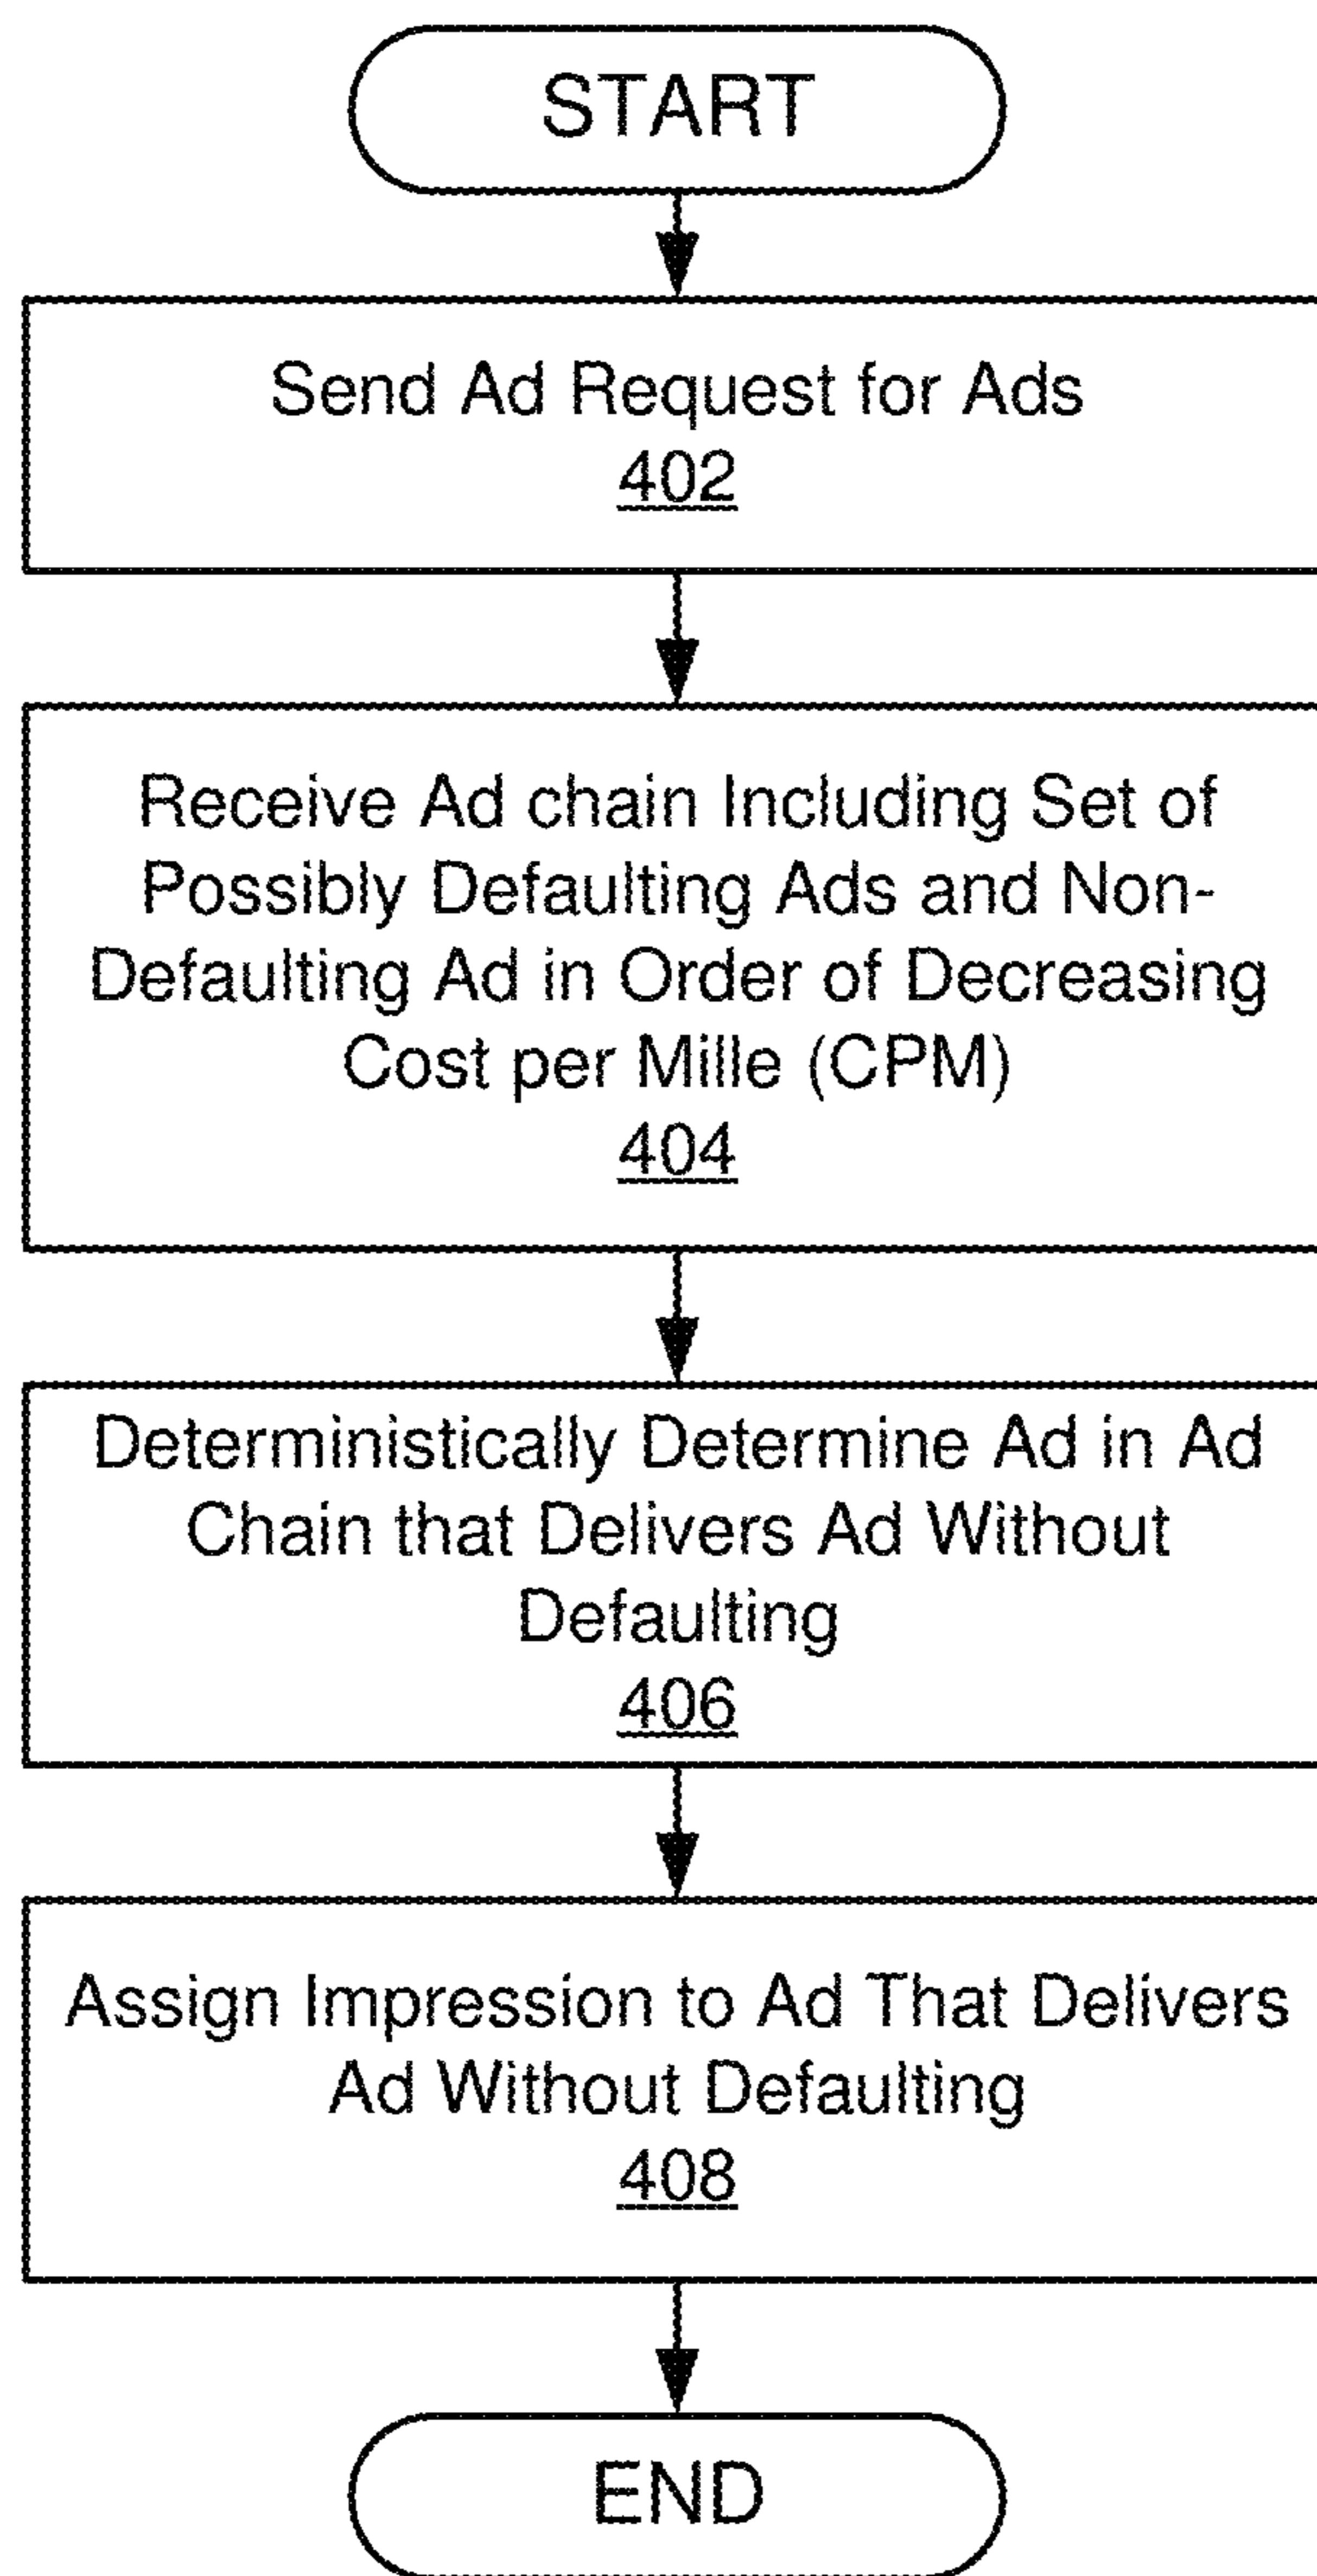 START
Send Ad Request for Ads
402
Receive Ad chain Including Set of
Possibly Defaulting Ads and Non-
Defaulting Ad in Order of Decreasing
Cost per Mille (CPM)
404
Deterministically Determine Ad in Ad
Chain that Delivers Ad Without
Defaulting
406
Assign Impression to Ad That Delivers
Ad Without Defaulting
408
END